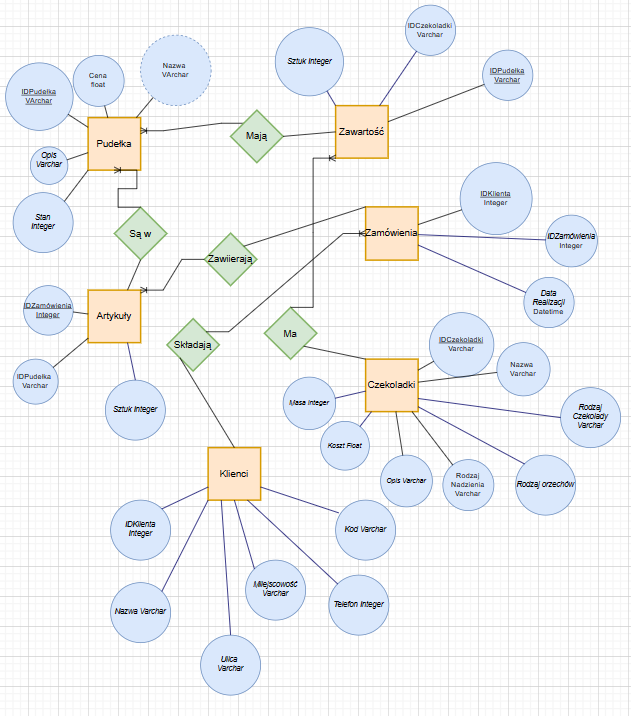 IDCzekoladki
Varchar
Sztuk Integer
Nazwa
VArchar
Cena
float
IDPudełka
VArchar
IDPudełka
Varchar
Pudełka
Mają
Zawartość
Opis
Varchar
Stan
Integer
IDKlienta
Integer
Są w
Zawiierają
Zamówienia
IDZamówienia
Integer
Data
Realizacji
Datetime
IDZamówienia
Integer
Artykuły
Składają
Ma
IDCzekoladki
Varchar
Nazwa
Varchar
IDPudełka
Varchar
Czekoladki
Sztuk Integer
Masa Integer
Rodzaj
Czekolady
Varchar
Koszt Float
Opis Varchar
Rodzaj
Nadzienia
Varchar
Rodzaj orzechów
Klienci
IDKlienta
Integer
Kod Varchar
Nazwa Varchar
Miejscowość
Varchar
Telefon Integer
Ulica
Varchar